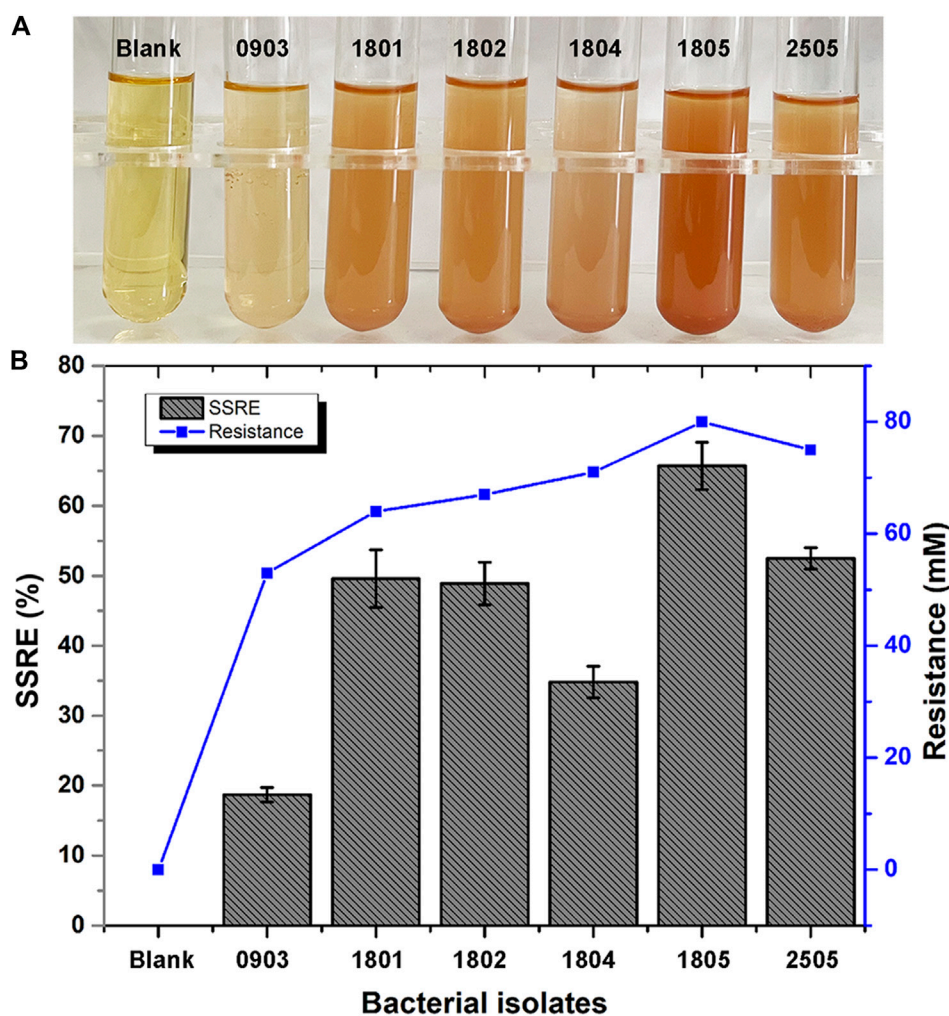 A
Blank 0903 1801 1802 1804 1805 2505
B
80
70
60
50
40
30
20
10
0
SSRE (%)
SSRE
Resistance
80
60
40
20
0
Resistance (mM)
Blank 0903 1801 1802 1804 1805 2505
Bacterial isolates